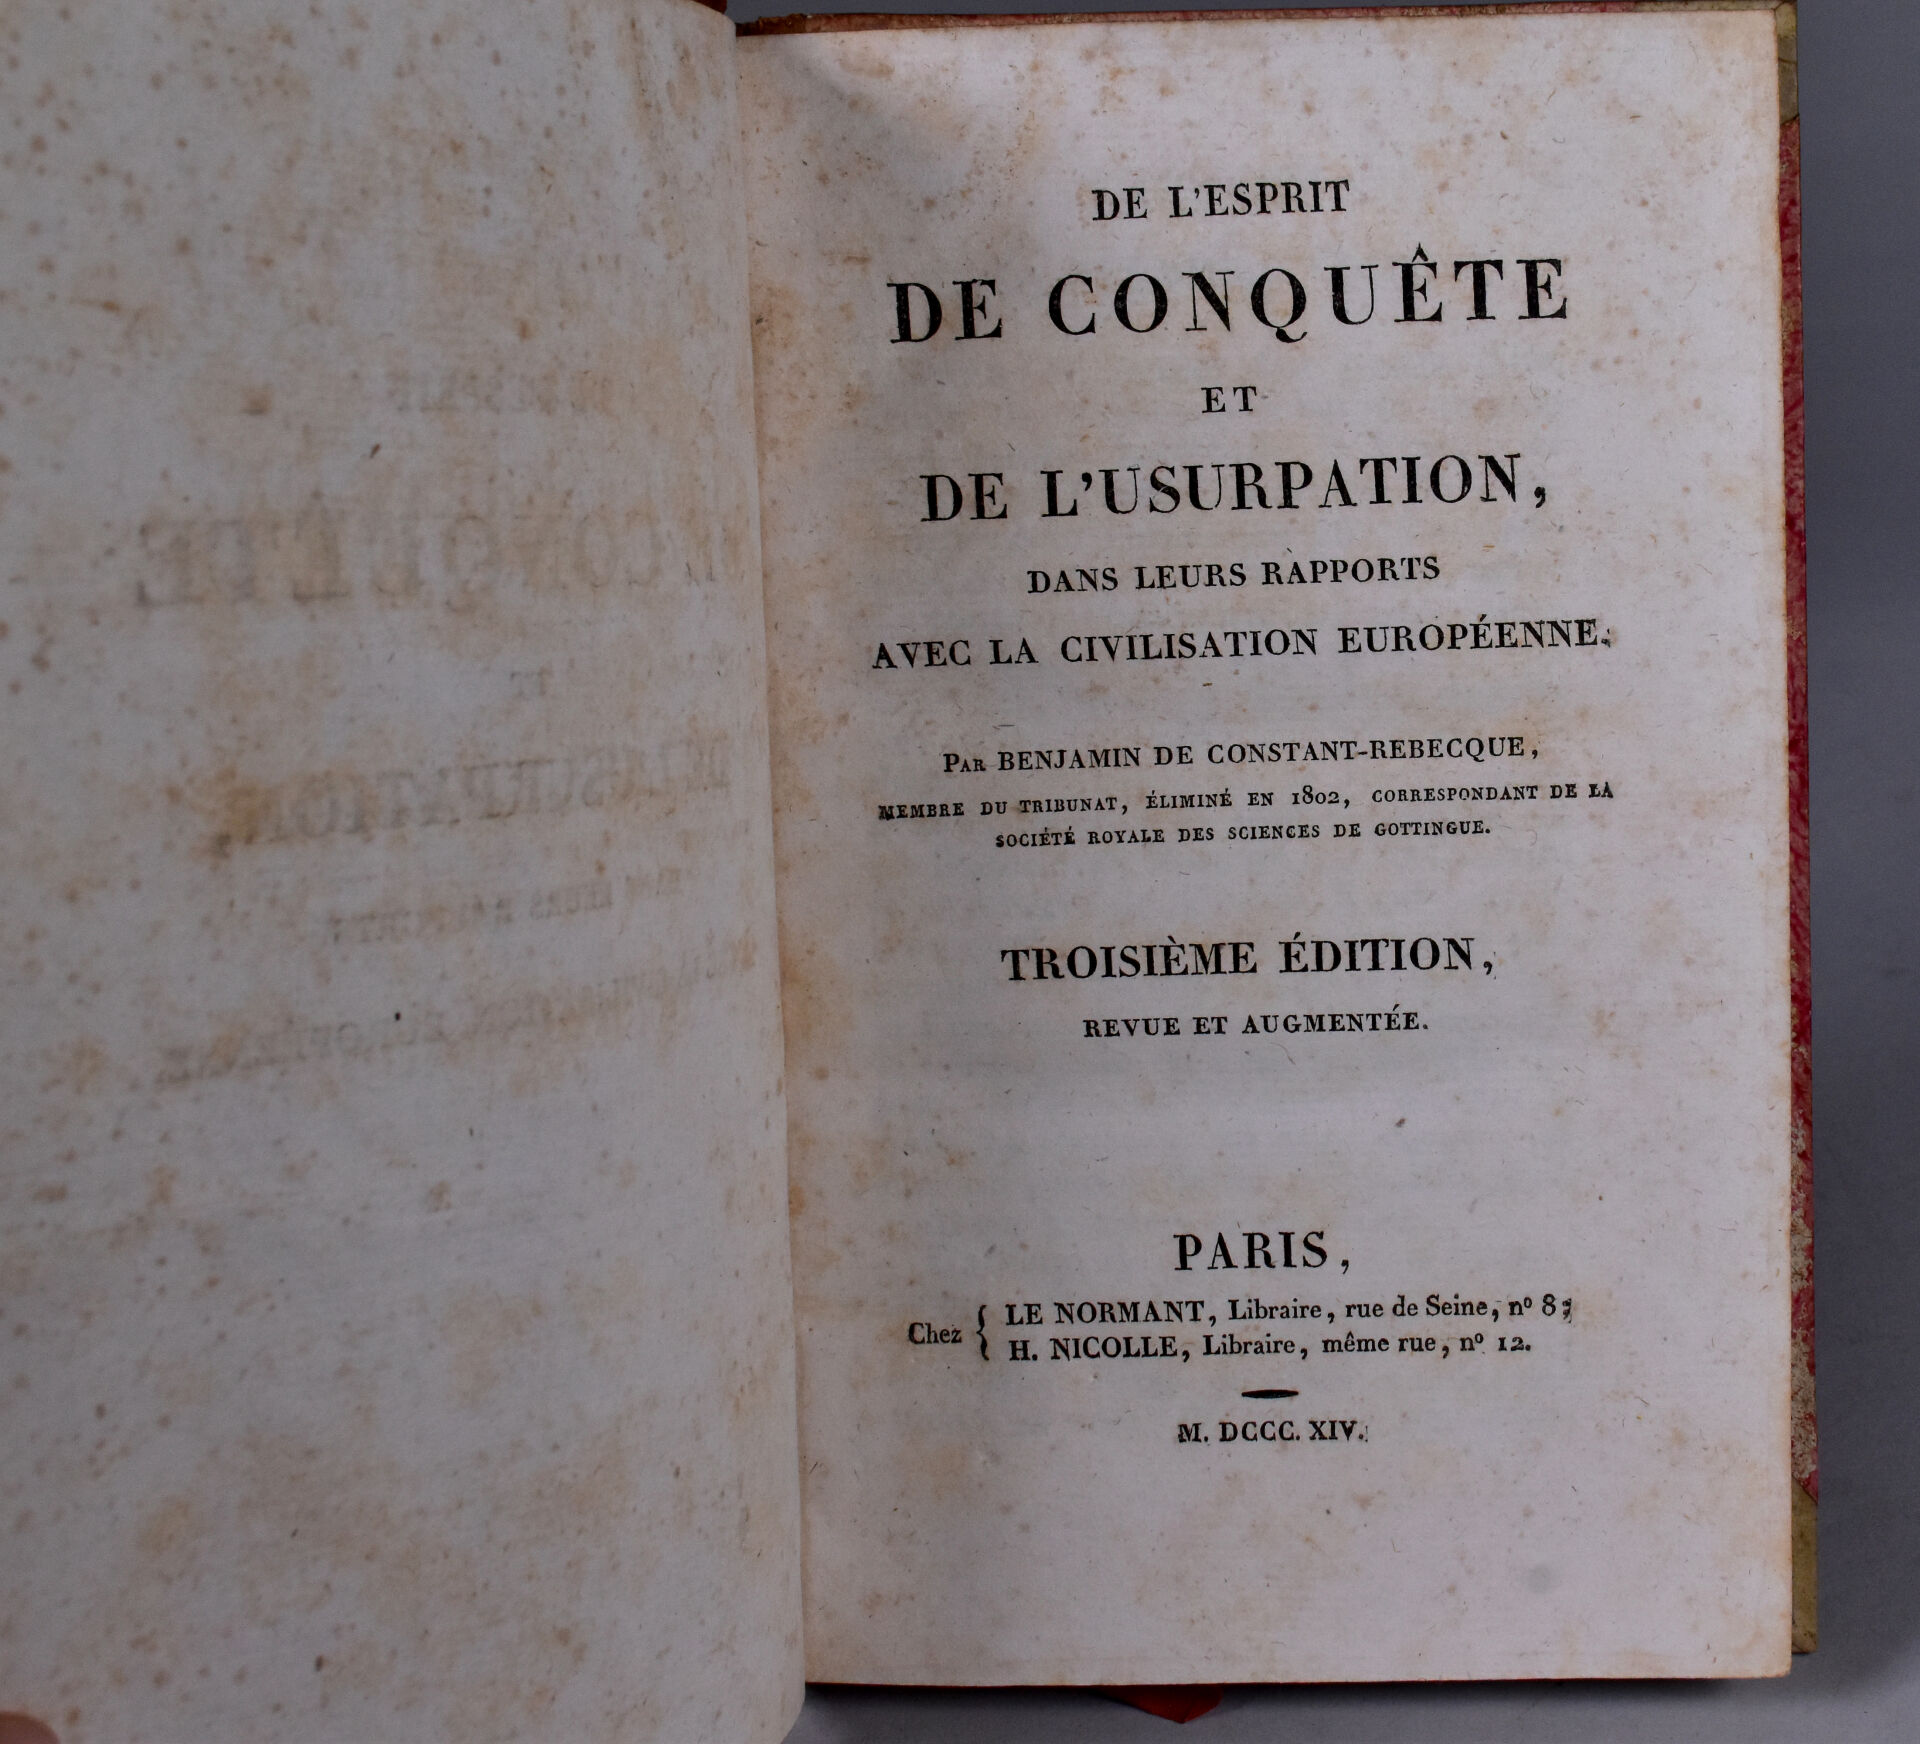 DE L'ESPRIT
DE CONQUÊTE
ET
DE L'USURPATION,
DANS LEURS RAPPORTS
AVEC LA CIVILISATION EUROPÉENNE.
PAR BENJAMIN DE CONSTANT-REBECQUE,
MEMBRE DU TRIBUNAT, ÉLIMINÉ EN 1802, CORRESPONDANT DE LA
SOCIÉTÉ ROYALE DES SCIENCES DE GOTTINGUE.
TROISIÈME ÉDITION,
REVUE ET AUGMENTÉE.
PARIS,
Chez { LE NORMANT, Libraire, rue de Seine, nº 8;
H. NICOLLE, Libraire, même rue, nº 12.
M. DCCC. XIV.